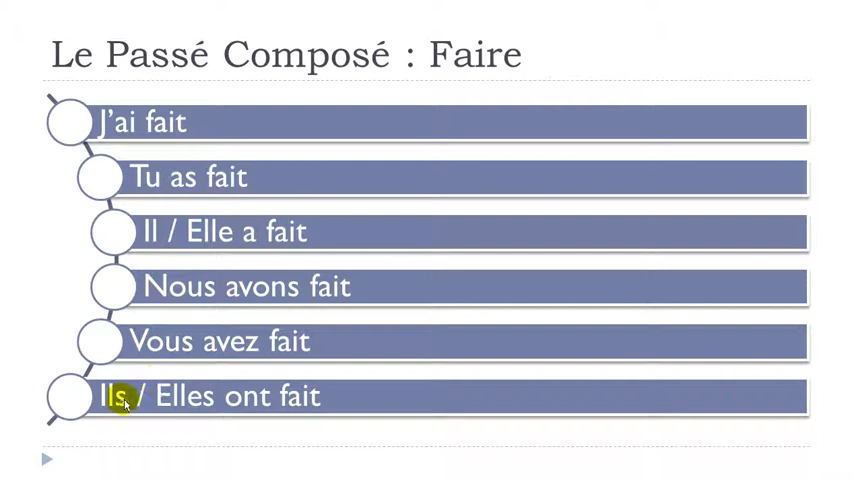 Le Passé Composé : Faire
J’ai fait
Tu as fait
Il / Elle a fait
Nous avons fait
Vous avez fait
Ils / Elles ont fait